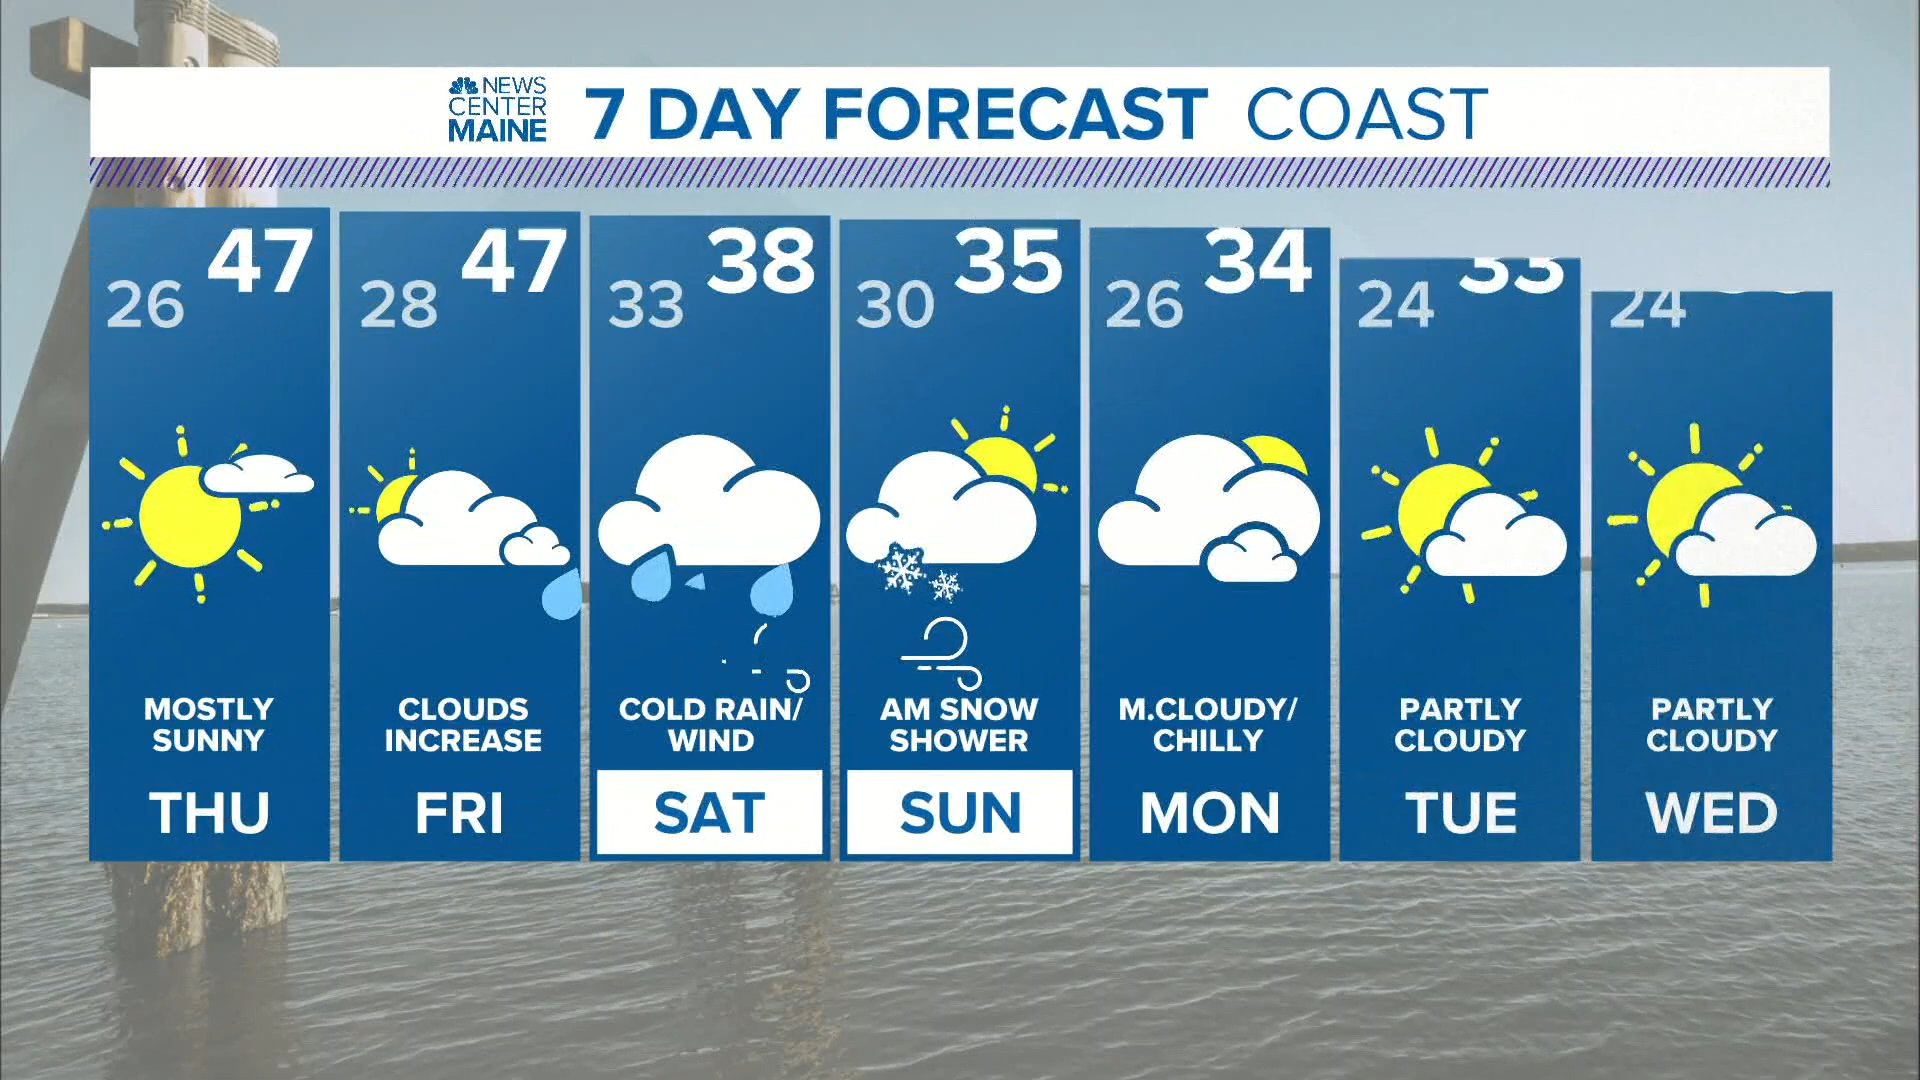 NEWS
CENTER
MAINE
7 DAY FORECAST COAST
26 47
MOSTLY
SUNNY
THU
28 47
CLOUDS
INCREASE
FRI
33 38
COLD RAIN/
WIND
SAT
30 35
AM SNOW
SHOWER
SUN
26 34
M.CLOUDY/
CHILLY
MON
24
PARTLY
CLOUDY
TUE
24
PARTLY
CLOUDY
WED